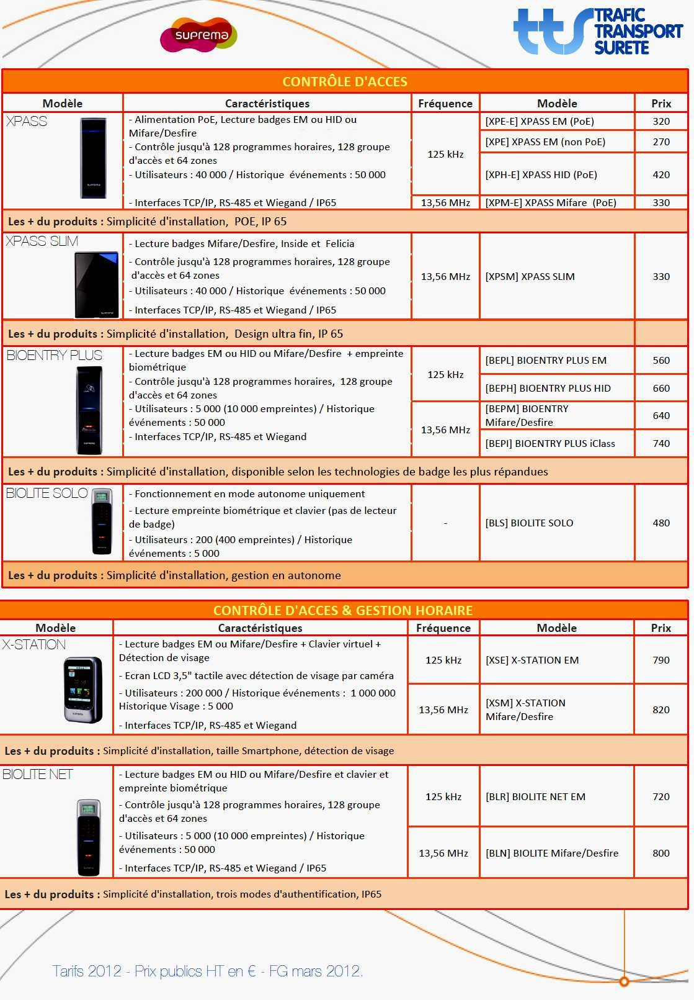 suprema
tts TRAFIC
TRANSPORT
SURETE
CONTRÔLE D'ACCES
Modèle Caractéristiques Fréquence Modèle Prix
XPASS
- Alimentation PoE, Lecture badges EM ou HID ou
Mifare/Desfire
- Contrôle jusqu'à 128 programmes horaires, 128 groupe
d'accès et 64 zones
- Utilisateurs : 40 000 / Historique événements : 50 000
- Interfaces TCP/IP, RS-485 et Wiegand / IP65
125 kHz
[XPE-E] XPASS EM (PoE) 320
[XPE] XPASS EM (non PoE) 270
[XPH-E] XPASS HID (PoE) 420
13,56 MHz [XPM-E] XPASS Mifare (PoE) 330
SUPREMA
Les + du produits : Simplicité d'installation, POE, IP 65
XPASS SLIM
- Lecture badges Mifare/Desfire, Inside et Felicia
- Contrôle jusqu'à 128 programmes horaires, 128 groupe
d'accès et 64 zones
- Utilisateurs : 40 000 / Historique événements : 50 000
- Interfaces TCP/IP, RS-485 et Wiegand / IP65
13,56 MHz [XPSM] XPASS SLIM 330
SUPREMA
Les + du produits : Simplicité d'installation, Design ultra fin, IP 65
BIOENTRY PLUS
- Lecture badges EM ou HID ou Mifare/Desfire + empreinte
biométrique
- Contrôle jusqu'à 128 programmes horaires, 128 groupe
d'accès et 64 zones
- Utilisateurs : 5 000 (10 000 empreintes) / Historique
événements : 50 000
- Interfaces TCP/IP, RS-485 et Wiegand
125 kHz
[BEPL] BIOENTRY PLUS EM 560
[BEPH] BIOENTRY PLUS HID 660
13,56 MHz
[BEPM] BIOENTRY
Mifare/Desfire 640
[BEPI] BIOENTRY PLUS iClass 740
SUPREMA
Les + du produits : Simplicité d'installation, disponible selon les technologies de badge les plus répandues
BIOLITE SOLO
- Fonctionnement en mode autonome uniquement
- Lecture empreinte biométrique et clavier (pas de lecteur
de badge)
- Utilisateurs : 200 (400 empreintes) / Historique
événements : 5 000
- [BLS] BIOLITE SOLO 480
Les + du produits : Simplicité d'installation, gestion en autonome
CONTRÔLE D'ACCES & GESTION HORAIRE
Modèle Caractéristiques Fréquence Modèle Prix
X-STATION
- Lecture badges EM ou Mifare/Desfire + Clavier virtuel +
Détection de visage
- Ecran LCD 3,5" tactile avec détection de visage par caméra
- Utilisateurs : 200 000 / Historique événements : 1 000 000
Historique Visage : 5 000
- Interfaces TCP/IP, RS-485 et Wiegand
125 kHz [XSE] X-STATION EM 790
13,56 MHz [XSM] X-STATION
Mifare/Desfire 820
SUPREMA
Les + du produits : Simplicité d'installation, taille Smartphone, détection de visage
BIOLITE NET
- Lecture badges EM ou HID ou Mifare/Desfire et clavier et
empreinte biométrique
- Contrôle jusqu'à 128 programmes horaires, 128 groupe
d'accès et 64 zones
- Utilisateurs : 5 000 (10 000 empreintes) / Historique
événements : 50 000
- Interfaces TCP/IP, RS-485 et Wiegand / IP65
125 kHz [BLR] BIOLITE NET EM 720
13,56 MHz [BLN] BIOLITE Mifare/Desfire 800
Les + du produits : Simplicité d'installation, trois modes d'authentification, IP65
Tarifs 2012 - Prix publics HT en € - FG mars 2012.